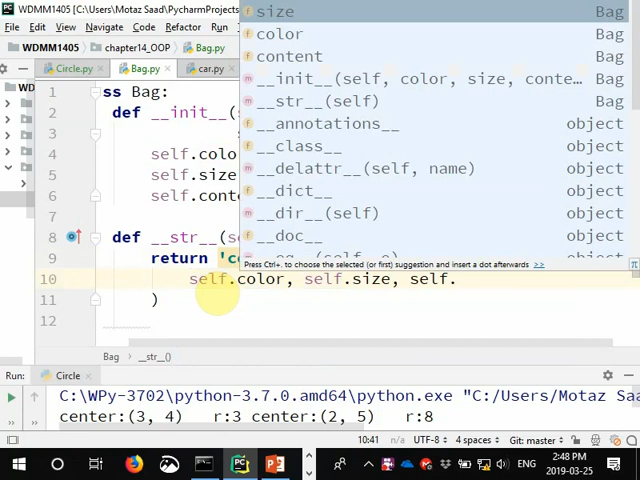 WDMM1405 [C:\Users\Motaz Saad\PycharmProjects
File Edit View Navigate Code Refactor
WDMM1405 chapter14_OOP Bag.py
Circle.py Bag.py car.py
size Bag
color Bag
content Bag
__init__(self, color, size, conte… Bag
__str__(self) Bag
__annotations__ object
__class__ object
__delattr__(self, name) object
__dict__ object
__dir__(self) object
__doc__ object
Press Ctrl+. to choose the selected (or first) suggestion and insert a dot afterwards >>
1 ss Bag:
2 def __init__(s
3
4 self.colo
5 self.size
6 self.conte
7
8 def __str__(se
9 return 'co
10 self.color, self.size, self.
11 )
12
Bag __str__()
Run: Circle
C:\WPy-3702\python-3.7.0.amd64\python.exe "C:/Users/Motaz Saa
center:(3, 4) r:3 center:(2, 5) r:8
10:41 n/a UTF-8 4 spaces Git: master
ENG 2:48 PM
2019-03-25